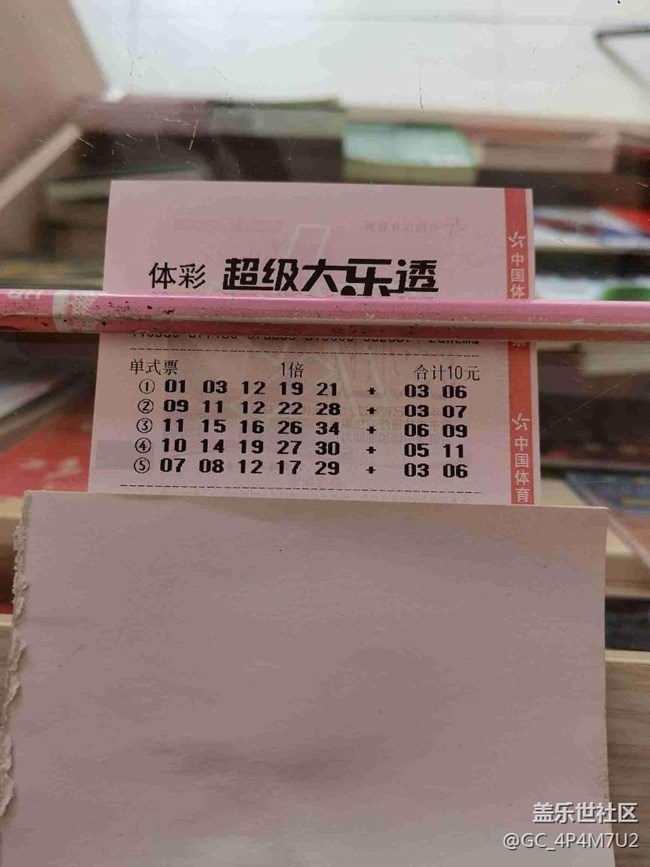 体彩 超级大乐透
单式票 1倍 合计10元
① 01 03 12 19 21 + 03 06
② 09 11 12 22 28 + 03 07
③ 11 15 16 26 34 + 06 09
④ 10 14 19 27 30 + 05 11
⑤ 07 08 12 17 29 + 03 06
中国体
中国体育
盖乐世社区
@GC_4P4M7U2